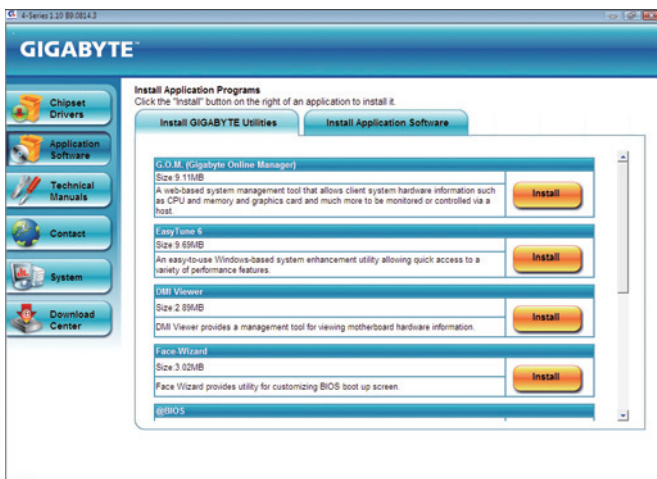 4-Series 1.10 B9.0814.3
GIGABYTE™
Chipset
Drivers
Application
Software
Technical
Manuals
Contact
System
Download
Center
Install Application Programs
Click the "Install" button on the right of an application to install it.
Install GIGABYTE Utilities
Install Application Software
G.O.M. (Gigabyte Online Manager)
Size:9.11MB
A web-based system management tool that allows client system hardware information such
as CPU and memory and graphics card and much more to be monitored or controlled via a
host.
Install
EasyTune 6
Size:9.69MB
An easy-to-use Windows-based system enhancement utility allowing quick access to a
variety of performance features.
Install
DMI Viewer
Size:2.89MB
DMI Viewer provides a management tool for viewing motherboard hardware information.
Install
Face-Wizard
Size:3.02MB
Face Wizard provides utility for customizing BIOS boot up screen.
Install
@BIOS